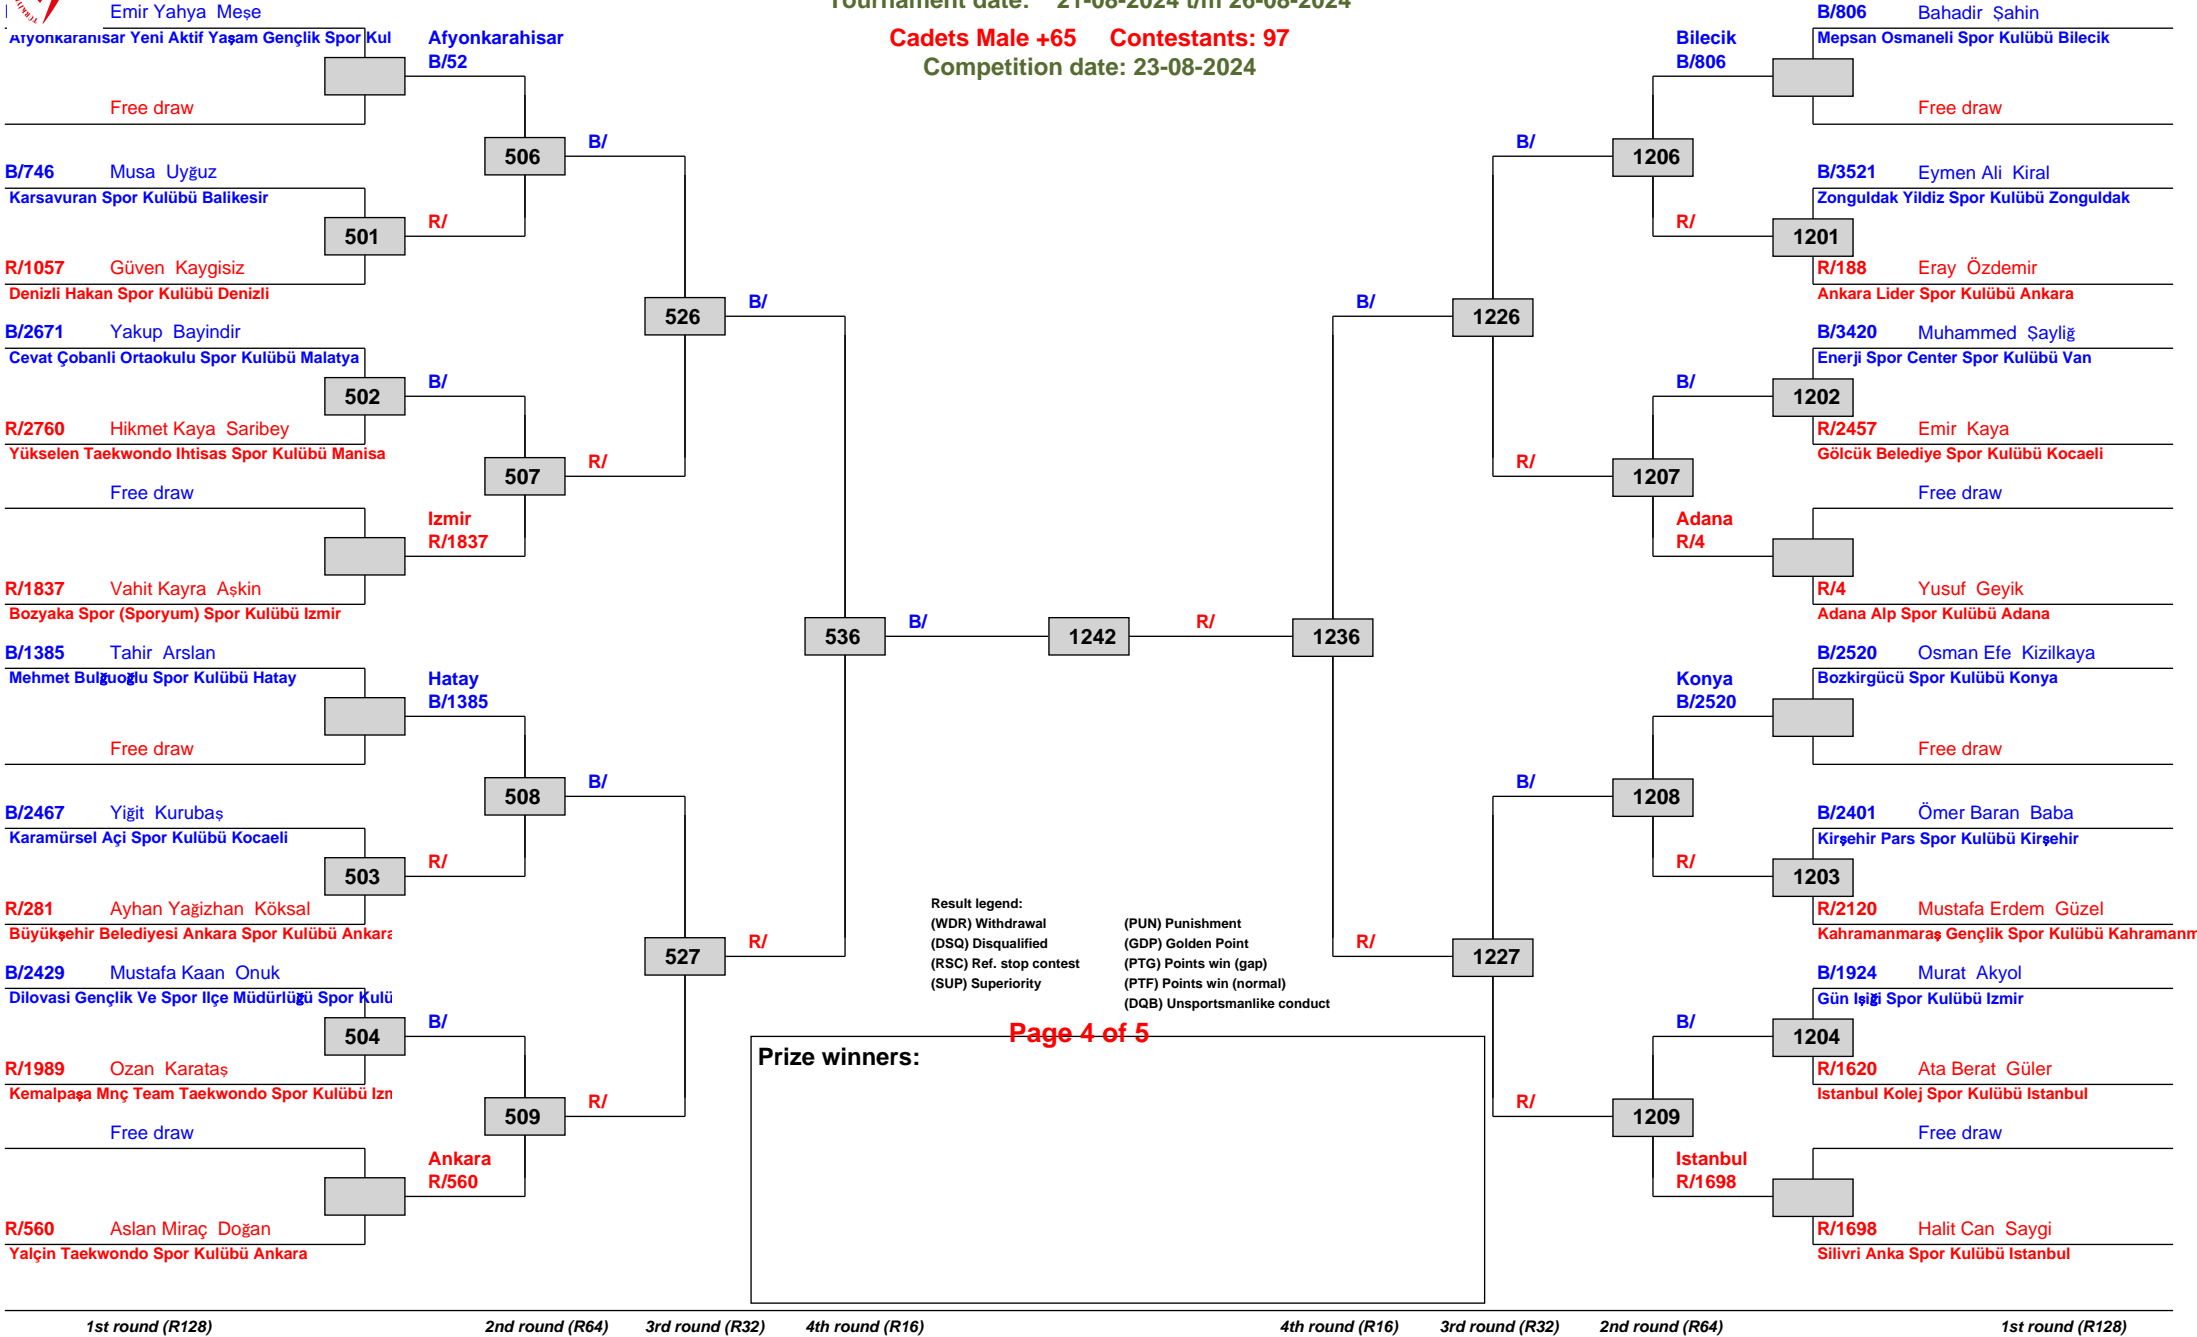 Tournament date: 21-08-2024 t/m 26-08-2024
Cadets Male +65 Contestants: 97
Competition date: 23-08-2024
Emir Yahya Meşe
Afyonkarahisar Yeni Aktif Yaşam Gençlik Spor Kul
Free draw
Afyonkarahisar
B/52
B/746 Musa Uyğuz
Karsavuran Spor Kulübü Balikesir
501
R/1057 Güven Kaygisiz
Denizli Hakan Spor Kulübü Denizli
R/
506
B/
B/2671 Yakup Bayindir
Cevat Çobanli Ortaokulu Spor Kulübü Malatya
502
R/2760 Hikmet Kaya Saribey
Yükselen Taekwondo Ihtisas Spor Kulübü Manisa
B/
507
R/
Free draw
Izmir
R/1837
R/1837 Vahit Kayra Aşkin
Bozyaka Spor (Sporyum) Spor Kulübü Izmir
526
B/
B/1385 Tahir Arslan
Mehmet Bulğuoğlu Spor Kulübü Hatay
Free draw
Hatay
B/1385
508
B/
B/2467 Yiğit Kurubaş
Karamürsel Açi Spor Kulübü Kocaeli
503
R/
R/281 Ayhan Yağizhan Köksal
Büyükşehir Belediyesi Ankara Spor Kulübü Ankara
B/2429 Mustafa Kaan Onuk
Dilovasi Gençlik Ve Spor Ilçe Müdürlüğü Spor Kulü
504
B/
R/1989 Ozan Karataş
Kemalpaşa Mnç Team Taekwondo Spor Kulübü Izn
509
R/
Free draw
Ankara
R/560
R/560 Aslan Miraç Doğan
Yalçin Taekwondo Spor Kulübü Ankara
527
R/
536
B/
1242
R/
1236
B/806 Bahadir Şahin
Mepsan Osmaneli Spor Kulübü Bilecik
Bilecik
B/806
Free draw
B/
1206
B/3521 Eymen Ali Kiral
Zonguldak Yildiz Spor Kulübü Zonguldak
R/
1201
R/188 Eray Özdemir
Ankara Lider Spor Kulübü Ankara
B/
1226
B/3420 Muhammed Şayliğ
Enerji Spor Center Spor Kulübü Van
B/
1202
R/2457 Emir Kaya
Gölcük Belediye Spor Kulübü Kocaeli
R/
1207
Free draw
Adana
R/4
R/4 Yusuf Geyik
Adana Alp Spor Kulübü Adana
B/2520 Osman Efe Kizilkaya
Bozkirgücü Spor Kulübü Konya
Konya
B/2520
Free draw
B/
1208
B/2401 Ömer Baran Baba
Kirşehir Pars Spor Kulübü Kirşehir
R/
1203
R/2120 Mustafa Erdem Güzel
Kahramanmaraş Gençlik Spor Kulübü Kahramanm
R/
1227
B/1924 Murat Akyol
Gün Işiği Spor Kulübü Izmir
B/
1204
R/1620 Ata Berat Güler
Istanbul Kolej Spor Kulübü Istanbul
R/
1209
Free draw
Istanbul
R/1698
R/1698 Halit Can Saygi
Silivri Anka Spor Kulübü Istanbul
Result legend:
(WDR) Withdrawal (PUN) Punishment
(DSQ) Disqualified (GDP) Golden Point
(RSC) Ref. stop contest (PTG) Points win (gap)
(SUP) Superiority (PTF) Points win (normal)
(DQB) Unsportsmanlike conduct
Page 4 of 5
Prize winners:
1st round (R128) 2nd round (R64) 3rd round (R32) 4th round (R16) 4th round (R16) 3rd round (R32) 2nd round (R64) 1st round (R128)